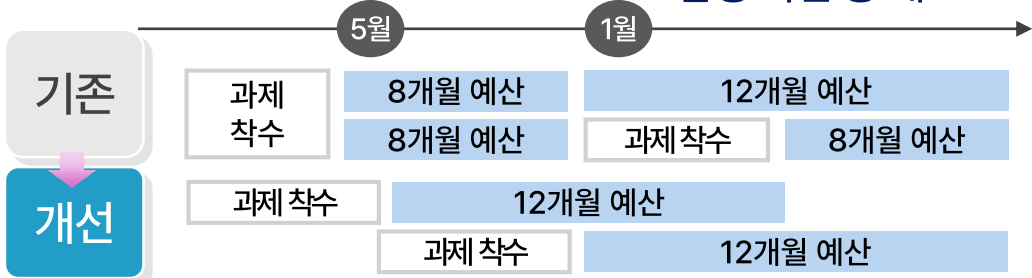 5월
1월
기존
과제
착수
8개월 예산
12개월 예산
8개월 예산
과제 착수
8개월 예산
개선
과제 착수
12개월 예산
과제 착수
12개월 예산